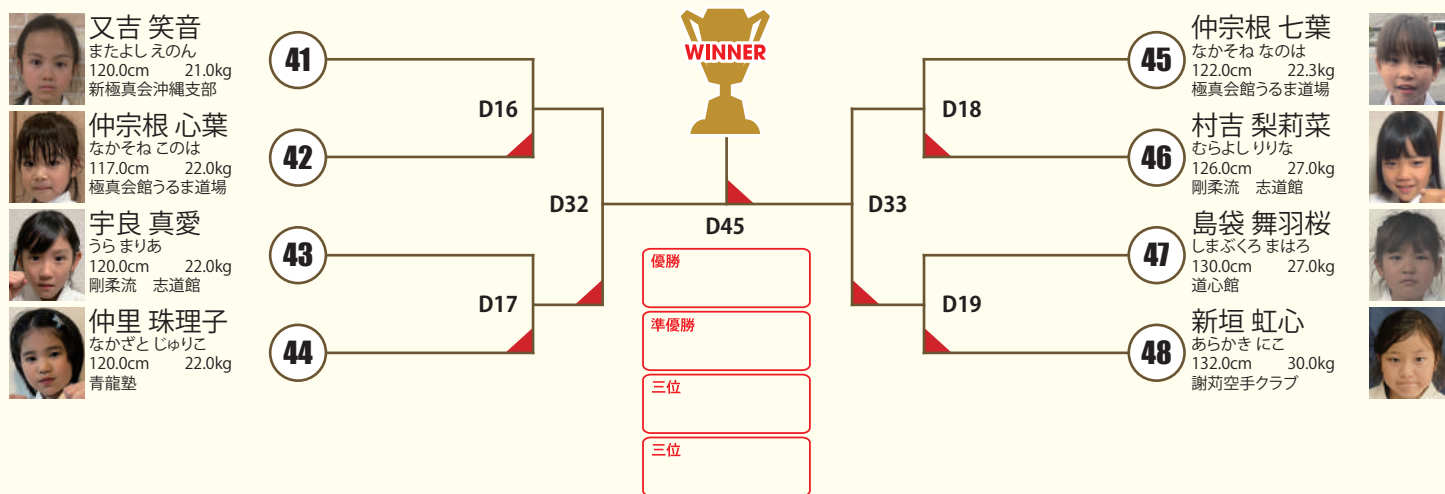 又吉 笑音
またよし えのん
120.0cm 21.0kg
新極真会沖縄支部
41
仲宗根 心葉
なかそね このは
117.0cm 22.0kg
極真会館うるま道場
42
宇良 真愛
うら まりあ
120.0cm 22.0kg
剛柔流 志道館
43
仲里 珠理子
なかざと じゅりこ
120.0cm 22.0kg
青龍塾
44
D16
D17
D32
WINNER
D45
優勝
準優勝
三位
三位
D33
D18
D19
45
仲宗根 七葉
なかそね なのは
122.0cm 22.3kg
極真会館うるま道場
46
村吉 梨莉菜
むらよし りりな
126.0cm 27.0kg
剛柔流 志道館
47
島袋 舞羽桜
しまぶくろ まはろ
130.0cm 27.0kg
道心館
48
新垣 虹心
あらかき にこ
132.0cm 30.0kg
謝苅空手クラブ